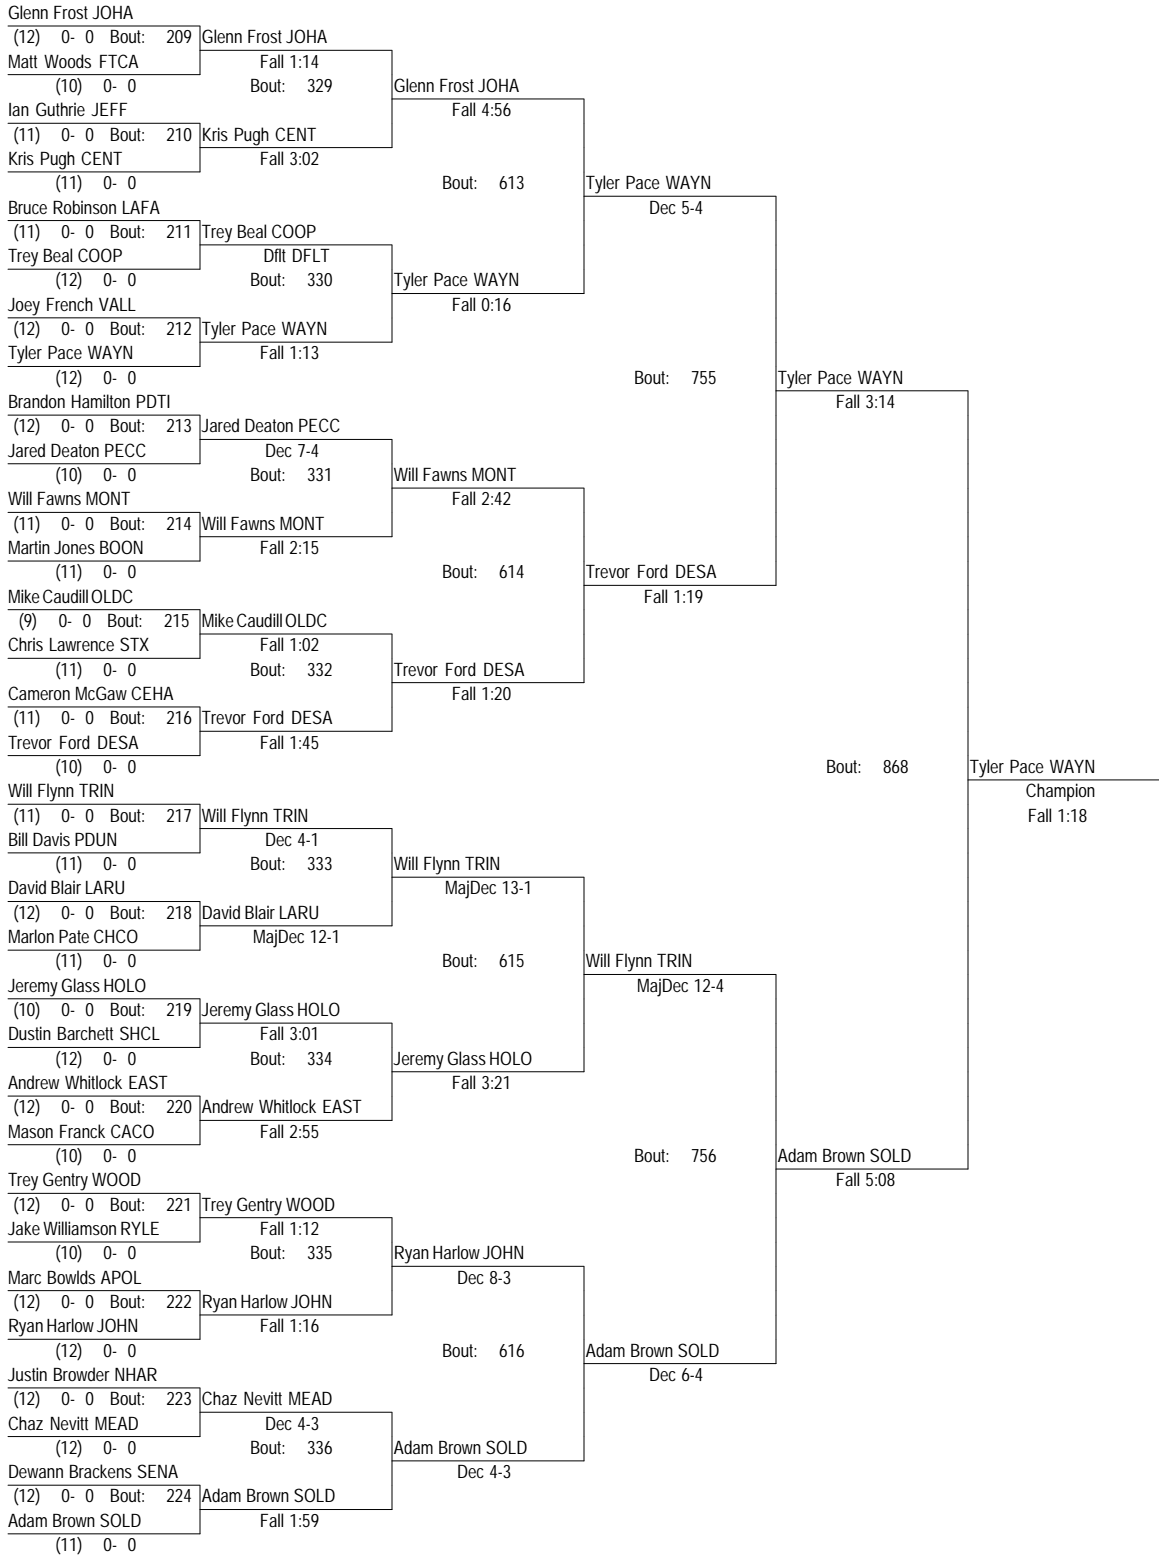 Glenn Frost JOHA
(12) 0- 0 Bout: 209 Glenn Frost JOHA
Matt Woods FTCA Fall 1:14
(10) 0- 0 Bout: 329 Glenn Frost JOHA
Ian Guthrie JEFF Fall 4:56
(11) 0- 0 Bout: 210 Kris Pugh CENT
Kris Pugh CENT Fall 3:02
(11) 0- 0 Bout: 613 Tyler Pace WAYN
Bruce Robinson LAFA Dec 5-4
(11) 0- 0 Bout: 211 Trey Beal COOP
Trey Beal COOP Dflt DFLT
(12) 0- 0 Bout: 330 Tyler Pace WAYN
Joey French VALL Fall 0:16
(12) 0- 0 Bout: 212 Tyler Pace WAYN
Tyler Pace WAYN Fall 1:13
(12) 0- 0 Bout: 755 Tyler Pace WAYN
Brandon Hamilton PDTI Fall 3:14
(12) 0- 0 Bout: 213 Jared Deaton PECC
Jared Deaton PECC Dec 7-4
(10) 0- 0 Bout: 331 Will Fawns MONT
Will Fawns MONT Fall 2:42
(11) 0- 0 Bout: 214 Will Fawns MONT
Martin Jones BOON Fall 2:15
(11) 0- 0 Bout: 614 Trevor Ford DESA
Mike Caudill OLDC Fall 1:19
(9) 0- 0 Bout: 215 Mike Caudill OLDC
Chris Lawrence STX Fall 1:02
(11) 0- 0 Bout: 332 Trevor Ford DESA
Cameron McGaw CEHA Fall 1:20
(11) 0- 0 Bout: 216 Trevor Ford DESA
Trevor Ford DESA Fall 1:45
(10) 0- 0 Bout: 868 Tyler Pace WAYN
Will Flynn TRIN Champion
(11) 0- 0 Bout: 217 Will Flynn TRIN Fall 1:18
Bill Davis PDUN Dec 4-1
(11) 0- 0 Bout: 333 Will Flynn TRIN
David Blair LARU MajDec 13-1
(12) 0- 0 Bout: 218 David Blair LARU
Marlon Pate CHCO MajDec 12-1
(11) 0- 0 Bout: 615 Will Flynn TRIN
Jeremy Glass HOLO MajDec 12-4
(10) 0- 0 Bout: 219 Jeremy Glass HOLO
Dustin Barchett SHCL Fall 3:01
(12) 0- 0 Bout: 334 Jeremy Glass HOLO
Andrew Whitlock EAST Fall 3:21
(12) 0- 0 Bout: 220 Andrew Whitlock EAST
Mason Franck CACO Fall 2:55
(10) 0- 0 Bout: 756 Adam Brown SOLD
Trey Gentry WOOD Fall 5:08
(12) 0- 0 Bout: 221 Trey Gentry WOOD
Jake Williamson RYLE Fall 1:12
(10) 0- 0 Bout: 335 Ryan Harlow JOHN
Marc Bowlds APOL Dec 8-3
(12) 0- 0 Bout: 222 Ryan Harlow JOHN
Ryan Harlow JOHN Fall 1:16
(12) 0- 0 Bout: 616 Adam Brown SOLD
Justin Browder NHAR Dec 6-4
(12) 0- 0 Bout: 223 Chaz Nevitt MEAD
Chaz Nevitt MEAD Dec 4-3
(12) 0- 0 Bout: 336 Adam Brown SOLD
Dewann Brackens SENA Dec 4-3
(12) 0- 0 Bout: 224 Adam Brown SOLD
Adam Brown SOLD Fall 1:59
(11) 0- 0